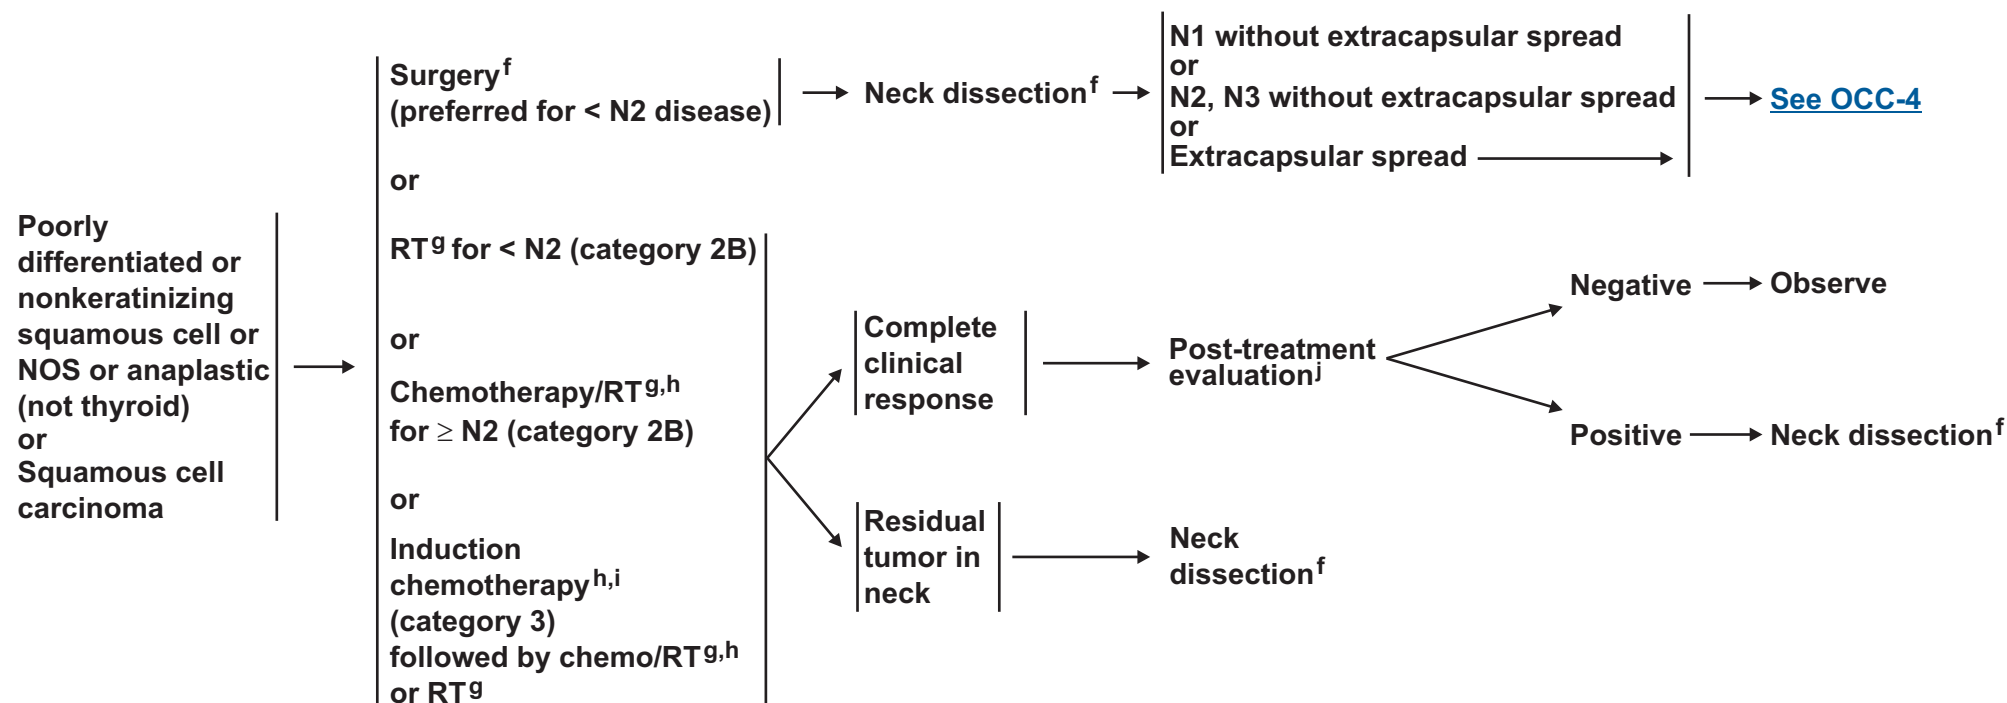 Poorly
differentiated or
nonkeratinizing
squamous cell or
NOS or anaplastic
(not thyroid)
or
Squamous cell
carcinoma
Surgery f
(preferred for < N2 disease)
or
RT g for < N2 (category 2B)
or
Chemotherapy/RT g,h
for ≥ N2 (category 2B)
or
Induction
chemotherapy h,i
(category 3)
followed by chemo/RT g,h
or RT g
Neck dissection f
N1 without extracapsular spread
or
N2, N3 without extracapsular spread
or
Extracapsular spread
See OCC-4
Complete
clinical
response
Post-treatment
evaluation j
Negative
Observe
Positive
Neck dissection f
Residual
tumor in
neck
Neck
dissection f